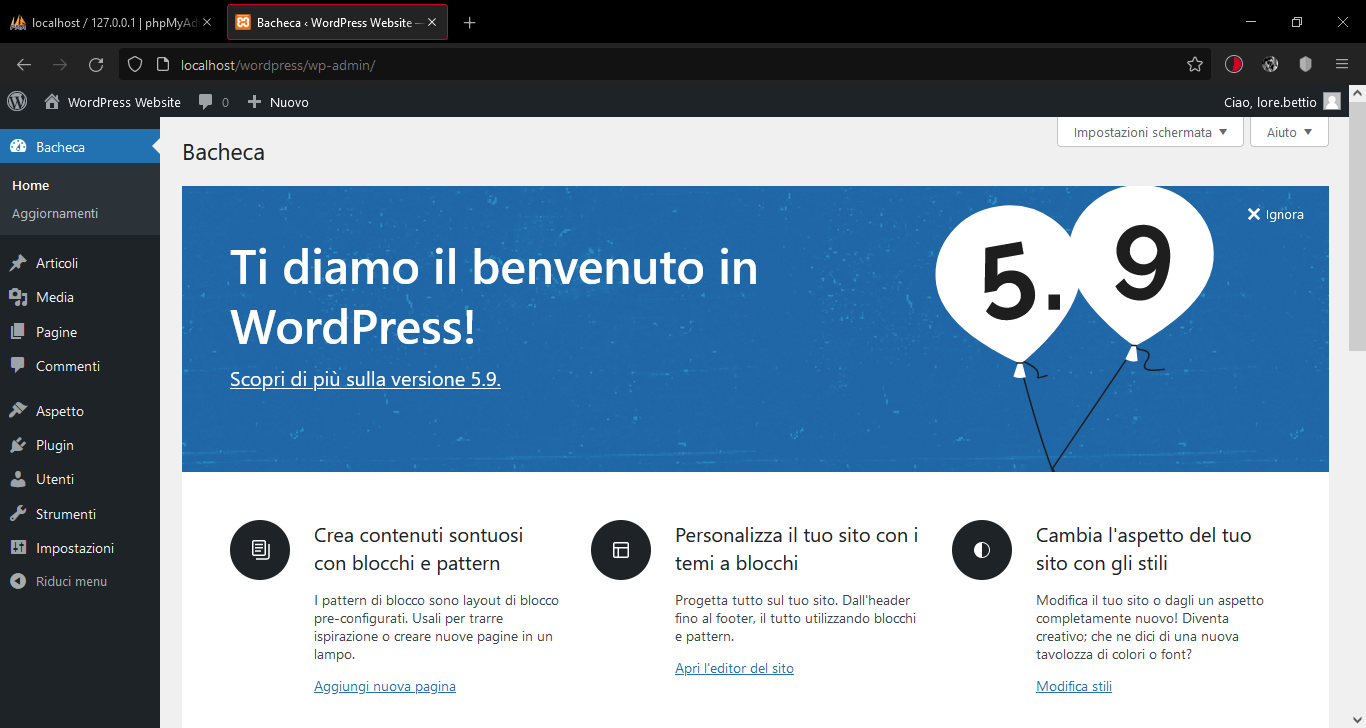 localhost / 127.0.0.1 | phpMyAd
Bacheca ‹ WordPress Website —
localhost/wordpress/wp-admin/
WordPress Website
0
Nuovo
Ciao, lore.bettio
Bacheca
Home
Aggiornamenti
Articoli
Media
Pagine
Commenti
Aspetto
Plugin
Utenti
Strumenti
Impostazioni
Riduci menu
Bacheca
Impostazioni schermata
Aiuto
Ignora
Ti diamo il benvenuto in
WordPress!
Scopri di più sulla versione 5.9.
5.9
Crea contenuti sontuosi
con blocchi e pattern
I pattern di blocco sono layout di blocco
pre-configurati. Usali per trarre
ispirazione o creare nuove pagine in un
lampo.
Aggiungi nuova pagina
Personalizza il tuo sito con i
temi a blocchi
Progetta tutto sul tuo sito. Dall'header
fino al footer, il tutto utilizzando blocchi
e pattern.
Apri l'editor del sito
Cambia l'aspetto del tuo
sito con gli stili
Modifica il tuo sito o dagli un aspetto
completamente nuovo! Diventa
creativo; che ne dici di una nuova
tavolozza di colori o font?
Modifica stili